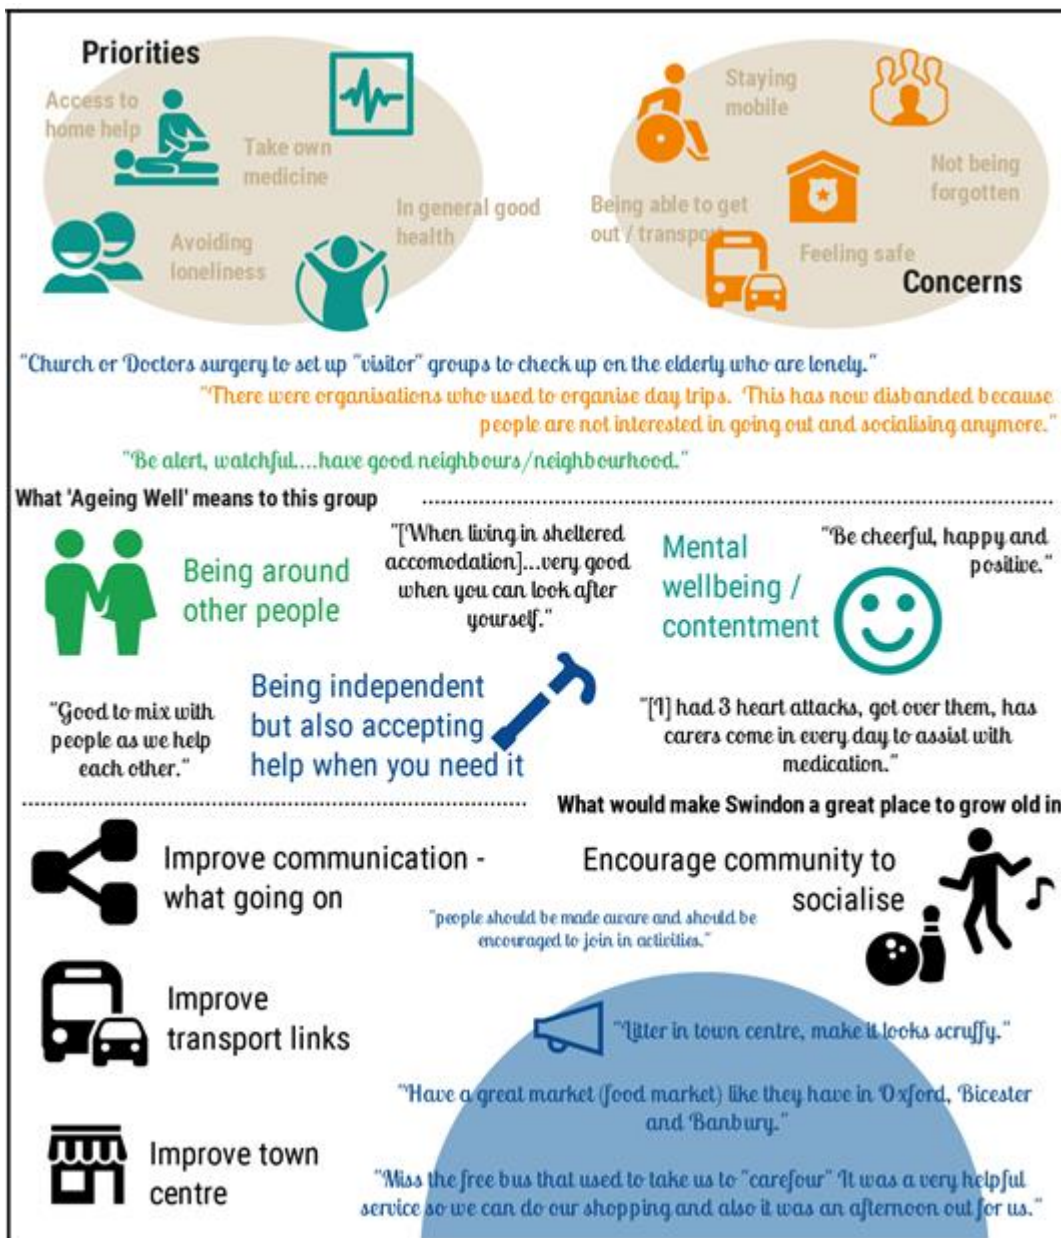 Priorities
Access to
home help
Take own
medicine
In general good
health
Avoiding
loneliness
Staying
mobile
Not being
forgotten
Being able to get
out / transport
Feeling safe
Concerns
"Church or Doctors surgery to set up "visitor" groups to check up on the elderly who are lonely."
"There were organisations who used to organise day trips. This has now disbanded because
people are not interested in going out and socialising anymore."
"Be alert, watchful....have good neighbours/neighbourhood."
What 'Ageing Well' means to this group
Being around
other people
"[When living in sheltered
accomodation]...very good
when you can look after
yourself."
Mental
wellbeing /
contentment
"Be cheerful, happy and
positive."
"Good to mix with
people as we help
each other."
Being independent
but also accepting
help when you need it
"[I] had 3 heart attacks, got over them, has
carers come in every day to assist with
medication."
What would make Swindon a great place to grow old in
Improve communication -
what going on
Encourage community to
socialise
"people should be made aware and should be
encouraged to join in activities."
Improve
transport links
"Litter in town centre, make it looks scruffy."
"Have a great market (food market) like they have in Oxford, Bicester
and Banbury."
Improve town
centre
"Miss the free bus that used to take us to "carefour" It was a very helpful
service so we can do our shopping and also it was an afternoon out for us."